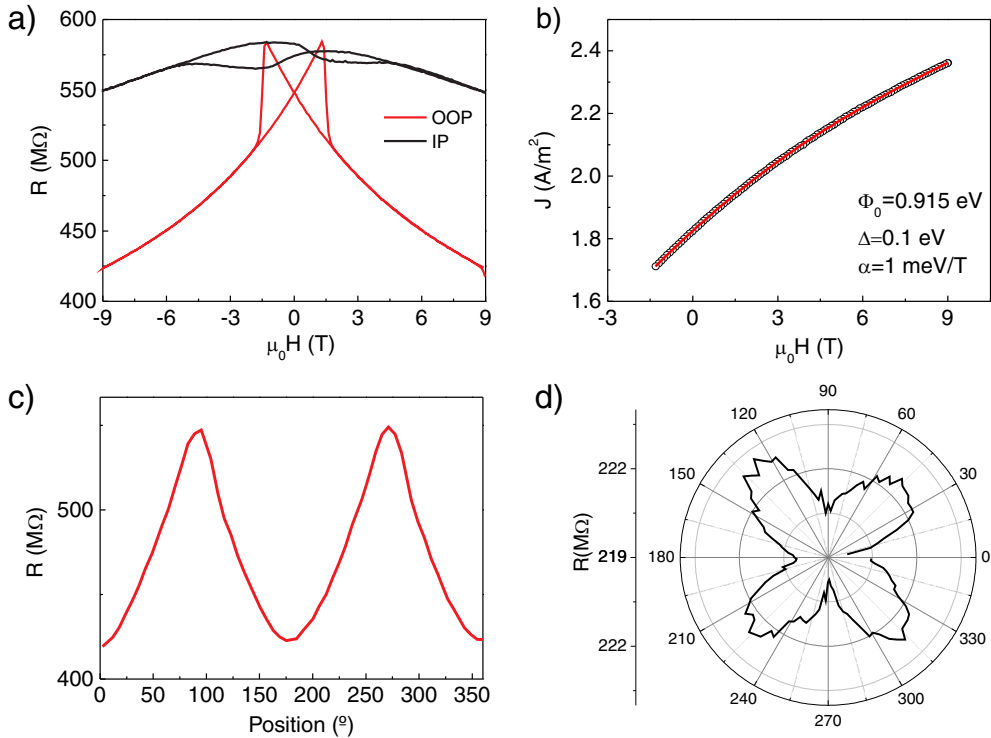 a)
600
550
500
450
400
R (MΩ)
OOP
IP
-9 -6 -3 0 3 6 9
μ₀H (T)
b)
2.4
2.2
2.0
1.8
1.6
J (A/m²)
Φ₀=0.915 eV
Δ=0.1 eV
α=1 meV/T
-3 0 3 6 9
μ₀H (T)
c)
500
400
R (MΩ)
0 50 100 150 200 250 300 350
Position (º)
d)
222
219
222
R(MΩ)
90
120 60
150 30
180 0
210 330
240 300
270